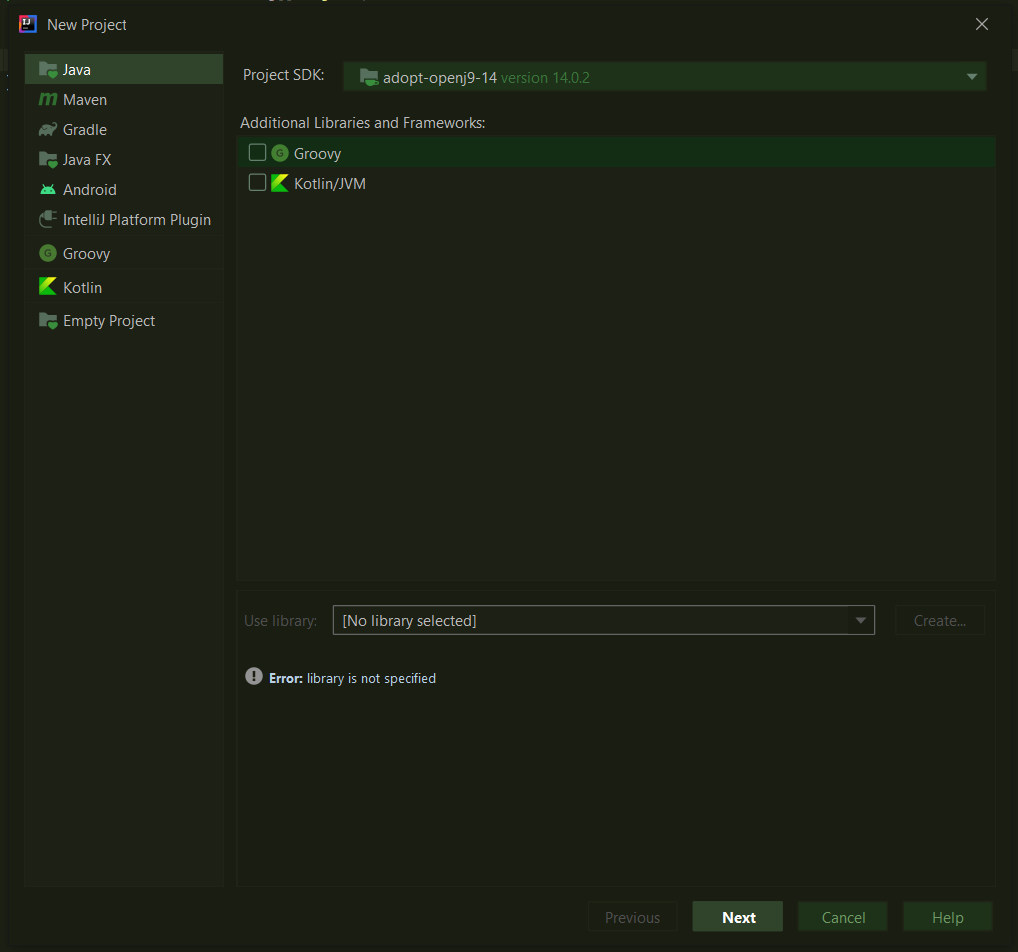 New Project
Java
Maven
Gradle
Java FX
Android
IntelliJ Platform Plugin
Groovy
Kotlin
Empty Project
Project SDK: adopt-openj9-14 version 14.0.2
Additional Libraries and Frameworks:
Groovy
Kotlin/JVM
Use library: [No library selected] Create...
Error: library is not specified
Previous Next Cancel Help